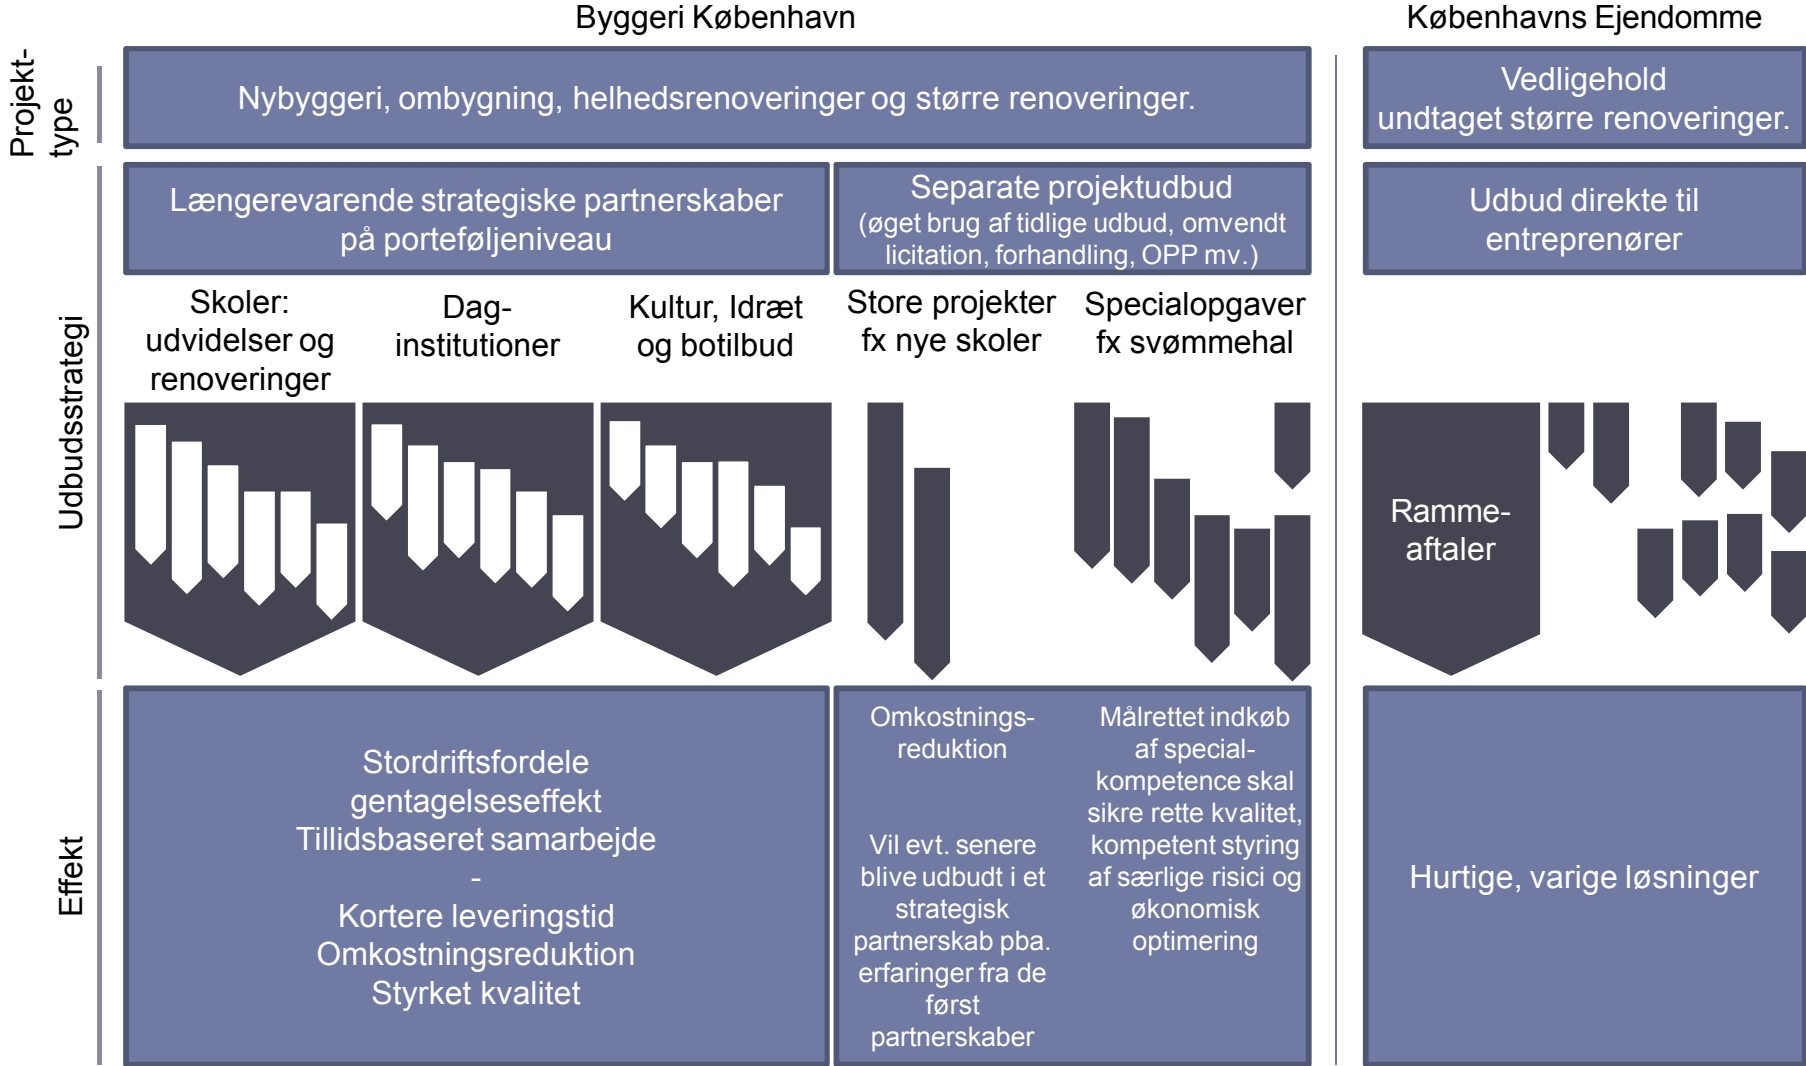 Byggeri København
Københavns Ejendomme
Projekt-
type
Nybyggeri, ombygning, helhedsrenoveringer og større renoveringer.
Vedligehold
undtaget større renoveringer.
Udbudsstrategi
Længerevarende strategiske partnerskaber
på porteføljeniveau
Separate projektudbud
(øget brug af tidlige udbud, omvendt
licitation, forhandling, OPP mv.)
Udbud direkte til
entreprenører
Skoler:
udvidelser og
renoveringer
Dag-
institutioner
Kultur, Idræt
og botilbud
Store projekter
fx nye skoler
Specialopgaver
fx svømmehal
Ramme-
aftaler
Effekt
Stordriftsfordele
gentagelseseffekt
Tillidsbaseret samarbejde
-
Kortere leveringstid
Omkostningsreduktion
Styrket kvalitet
Omkostnings-
reduktion
Vil evt. senere
blive udbudt i et
strategisk
partnerskab pba.
erfaringer fra de
først
partnerskaber
Målrettet indkøb
af special-
kompetence skal
sikre rette kvalitet,
kompetent styring
af særlige risici og
økonomisk
optimering
Hurtige, varige løsninger